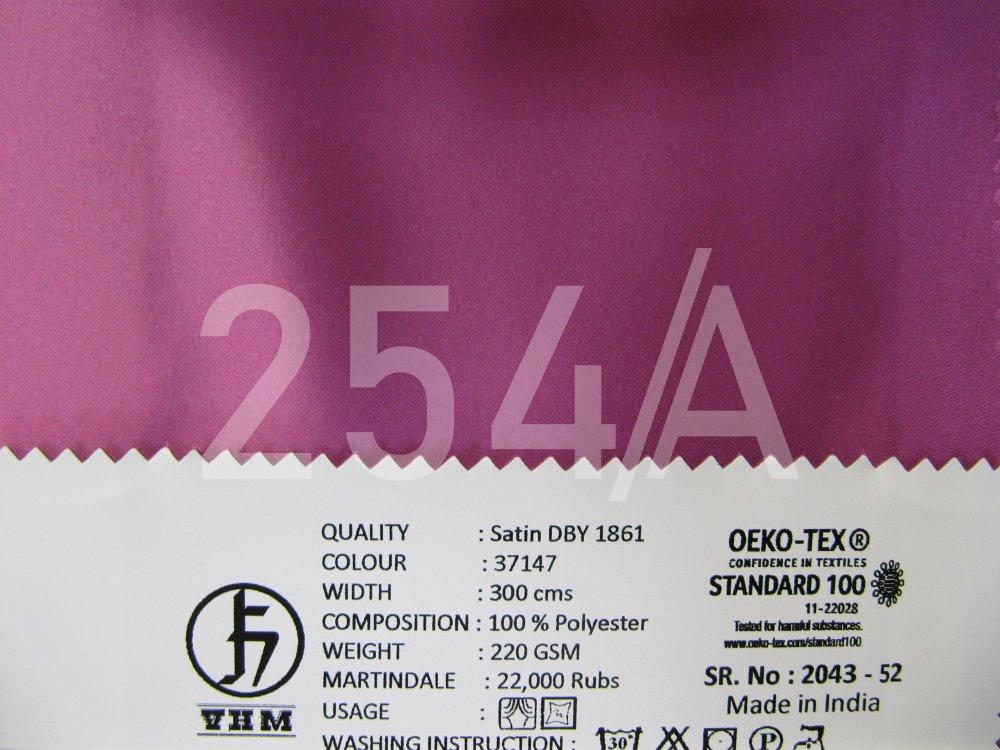 254/A
QUALITY : Satin DBY 1861
COLOUR : 37147
WIDTH : 300 cms
COMPOSITION : 100 % Polyester
WEIGHT : 220 GSM
MARTINDALE : 22,000 Rubs
USAGE :
WASHING INSTRUCTION : 30° P
VHM
OEKO-TEX®
CONFIDENCE IN TEXTILES
STANDARD 100
11-22028
Tested for harmful substances.
www.oeko-tex.com/standard100
SR. No : 2043 - 52
Made in India